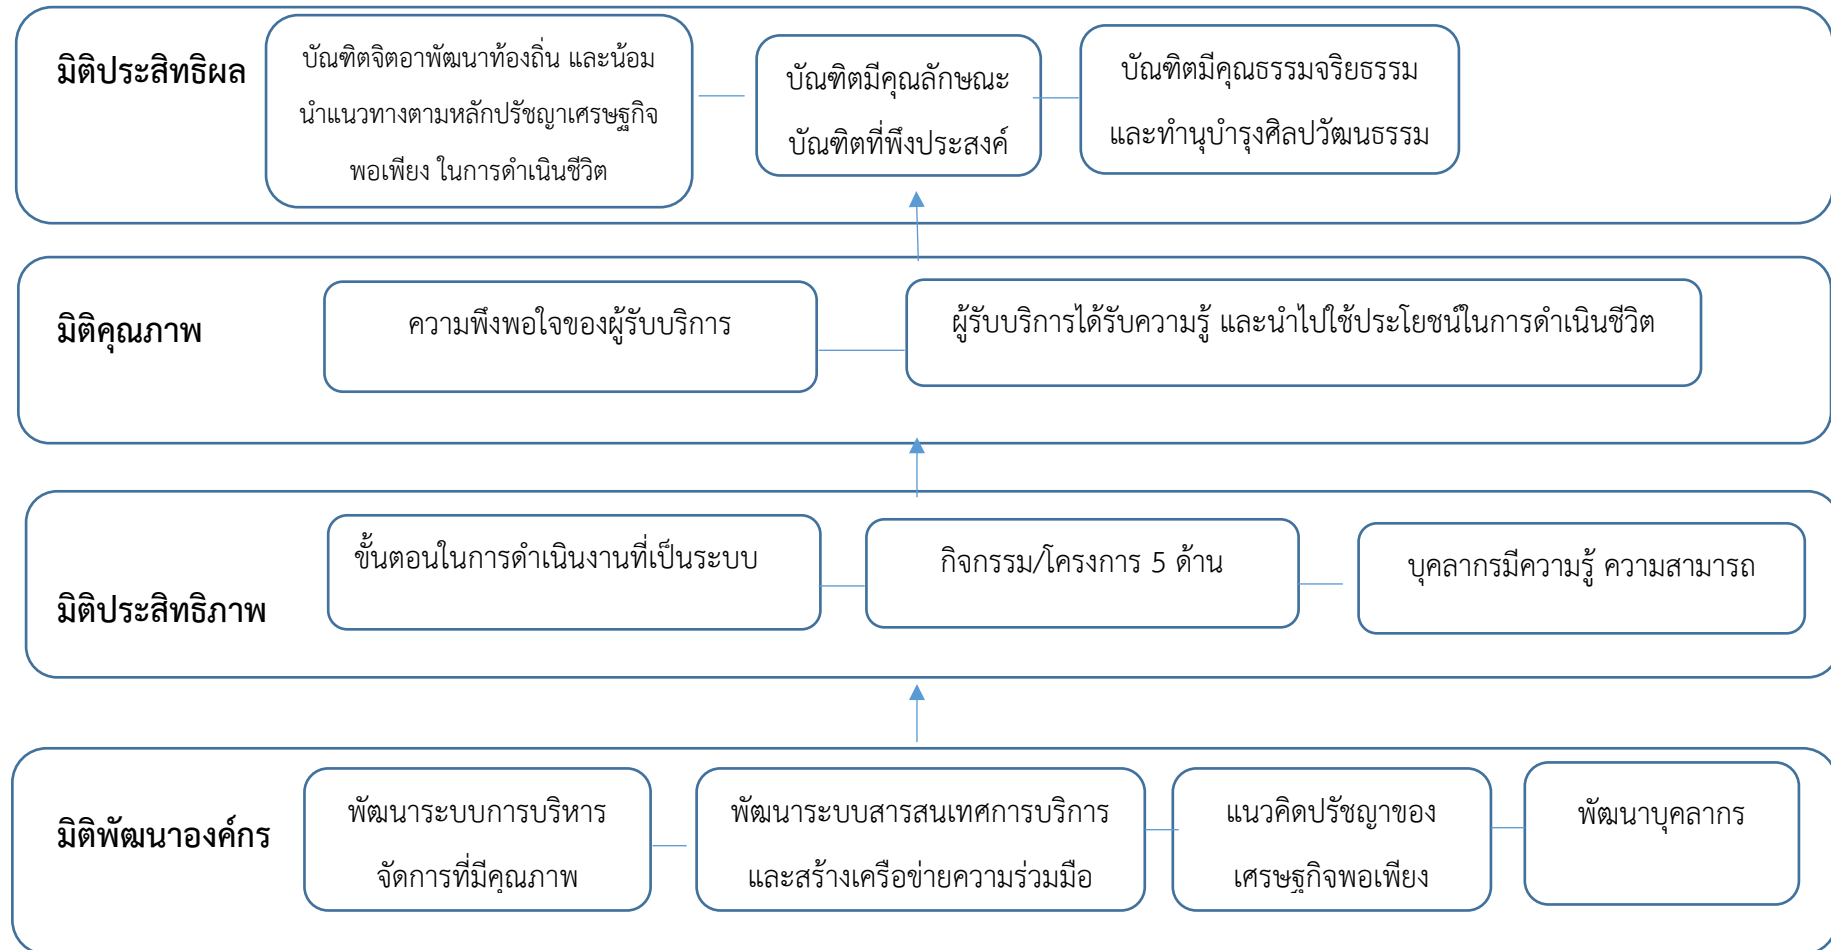 มิติประสิทธิผล
บัณฑิตจิตอาพัฒนาท้องถิ่น และน้อม
นำแนวทางตามหลักปรัชญาเศรษฐกิจ
พอเพียง ในการดำเนินชีวิต
บัณฑิตมีคุณลักษณะ
บัณฑิตที่พึงประสงค์
บัณฑิตมีคุณธรรมจริยธรรม
และทำนุบำรุงศิลปวัฒนธรรม
มิติคุณภาพ
ความพึงพอใจของผู้รับบริการ
ผู้รับบริการได้รับความรู้ และนำไปใช้ประโยชน์ในการดำเนินชีวิต
มิติประสิทธิภาพ
ขั้นตอนในการดำเนินงานที่เป็นระบบ
กิจกรรม/โครงการ 5 ด้าน
บุคลากรมีความรู้ ความสามารถ
มิติพัฒนาองค์กร
พัฒนาระบบการบริหาร
จัดการที่มีคุณภาพ
พัฒนาระบบสารสนเทศการบริการ
และสร้างเครือข่ายความร่วมมือ
แนวคิดปรัชญาของ
เศรษฐกิจพอเพียง
พัฒนาบุคลากร